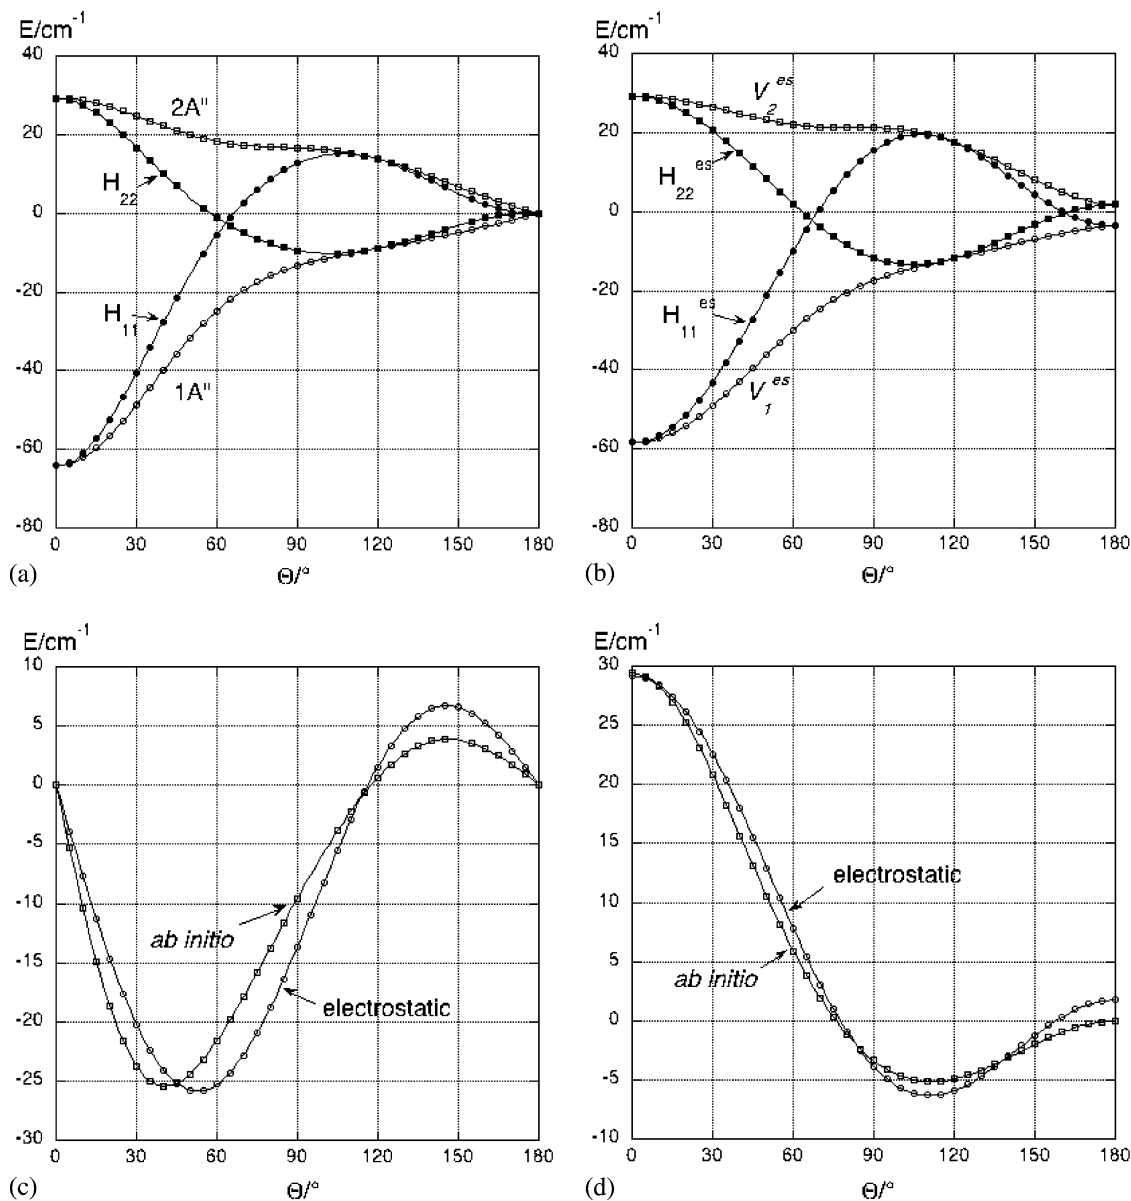 E/cm⁻¹
40
20
0
-20
-40
-60
-80
2A"
H₂₂
H₁₁
1A"
0 30 60 90 120 150 180
(a) Θ/°
E/cm⁻¹
40
20
0
-20
-40
-60
-80
V₂ᵉˢ
H₂₂ᵉˢ
H₁₁ᵉˢ
V₁ᵉˢ
0 30 60 90 120 150 180
(b) Θ/°
E/cm⁻¹
10
5
0
-5
-10
-15
-20
-25
-30
ab initio
electrostatic
0 30 60 90 120 150 180
(c) Θ/°
E/cm⁻¹
30
25
20
15
10
5
0
-5
-10
electrostatic
ab initio
0 30 60 90 120 150 180
(d) Θ/°